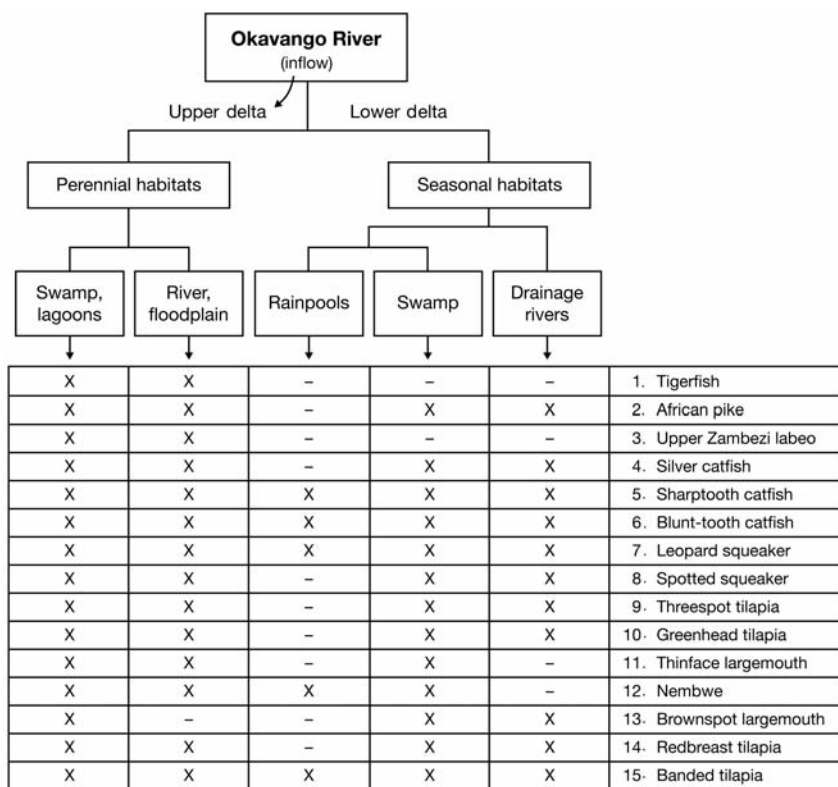 Okavango River
(inflow)
Upper delta Lower delta
Perennial habitats Seasonal habitats
Swamp, River, Rainpools Swamp Drainage
lagoons floodplain rivers
X X – – – 1. Tigerfish
X X – X X 2. African pike
X X – – – 3. Upper Zambezi labeo
X X – X X 4. Silver catfish
X X X X X 5. Sharptooth catfish
X X X X X 6. Blunt-tooth catfish
X X X X X 7. Leopard squeaker
X X – X X 8. Spotted squeaker
X X – X X 9. Threespot tilapia
X X – X X 10. Greenhead tilapia
X X – X – 11. Thinface largemouth
X X X X – 12. Nembwe
X – – X X 13. Brownspot largemouth
X X – X X 14. Redbreast tilapia
X X X X X 15. Banded tilapia